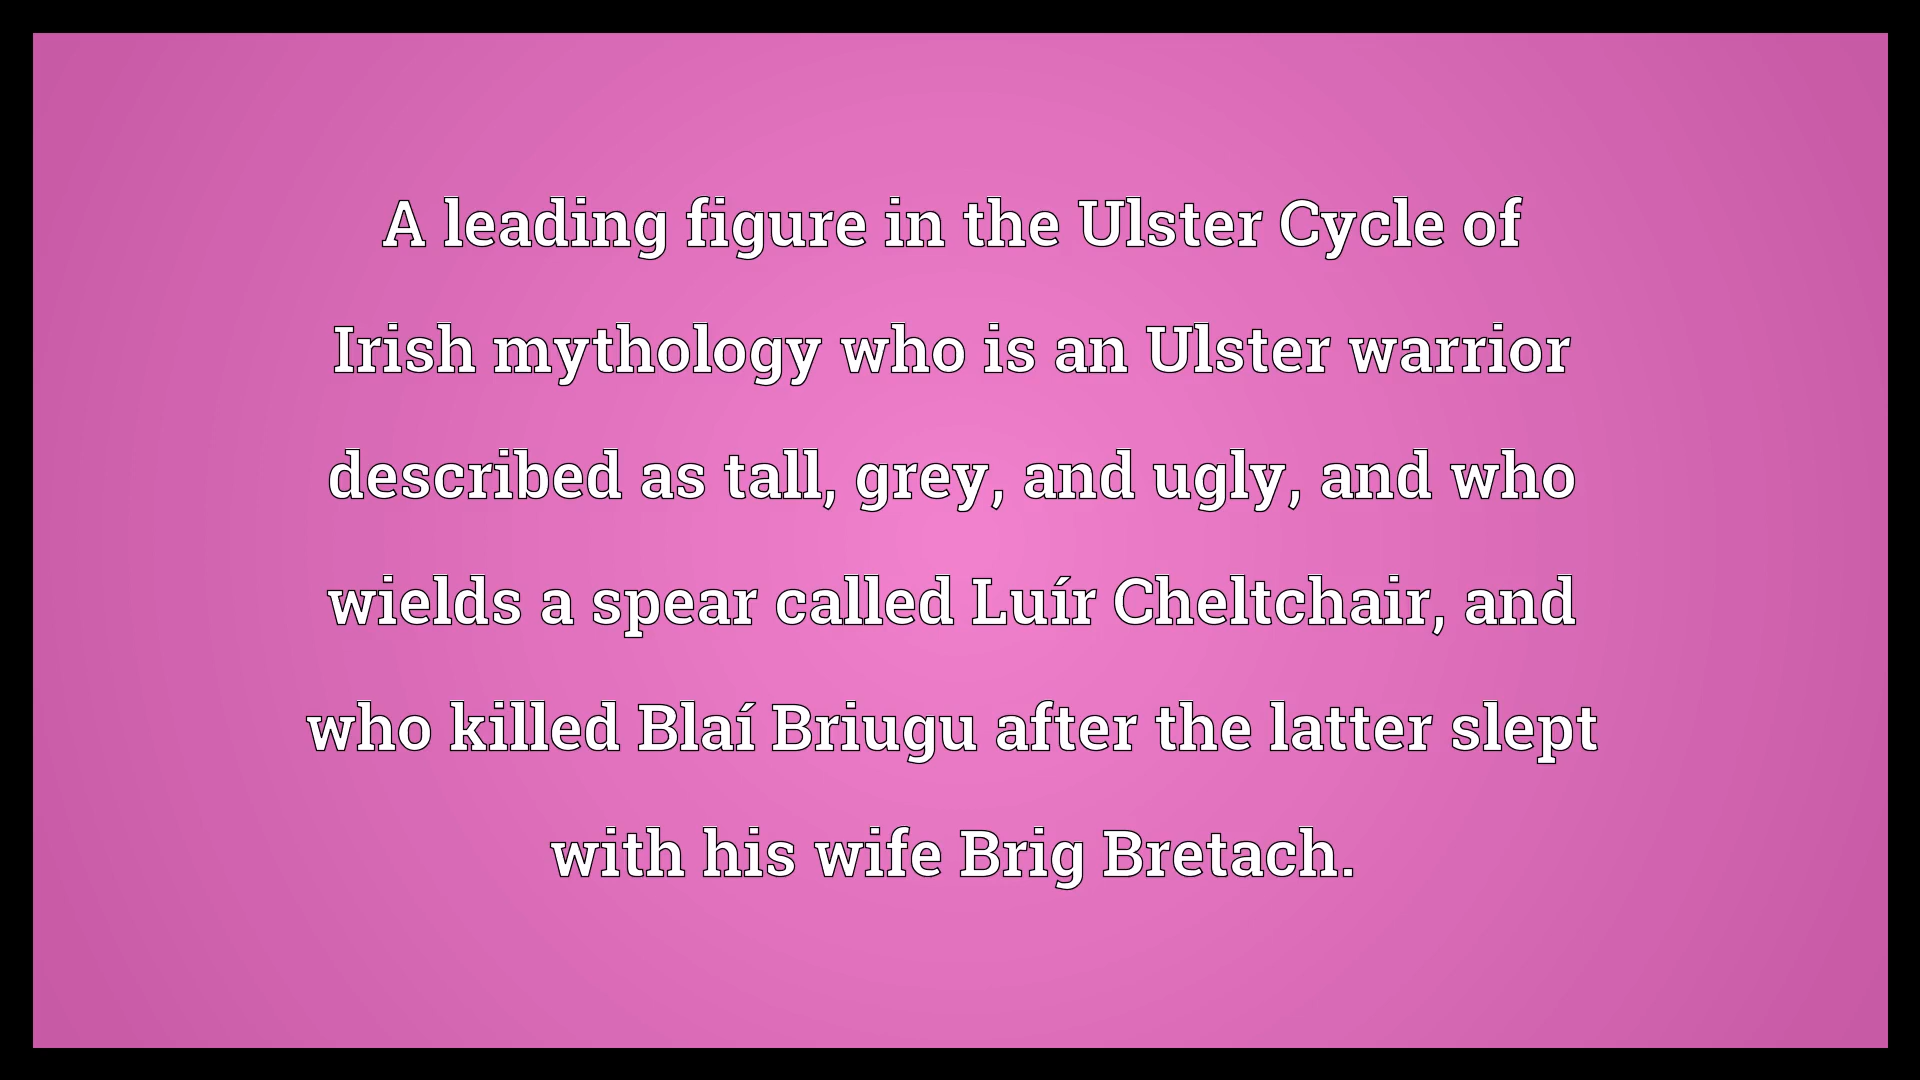 A leading figure in the Ulster Cycle of
Irish mythology who is an Ulster warrior
described as tall, grey, and ugly, and who
wields a spear called Luír Cheltchair, and
who killed Blaí Briugu after the latter slept
with his wife Brig Bretach.